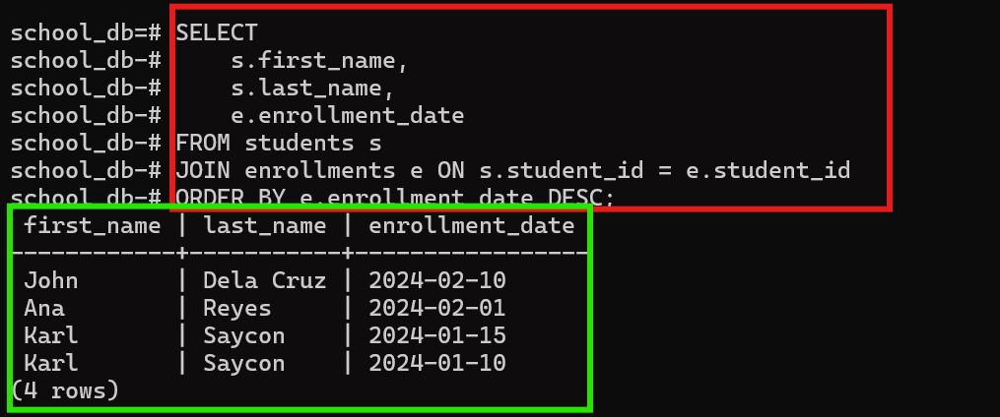 school_db=# SELECT
school_db-#     s.first_name,
school_db-#     s.last_name,
school_db-#     e.enrollment_date
school_db-# FROM students s
school_db-# JOIN enrollments e ON s.student_id = e.student_id
school_db-# ORDER BY e.enrollment_date DESC;
 first_name | last_name | enrollment_date
------------+-----------+-----------------
 John       | Dela Cruz | 2024-02-10
 Ana        | Reyes     | 2024-02-01
 Karl       | Saycon    | 2024-01-15
 Karl       | Saycon    | 2024-01-10
(4 rows)